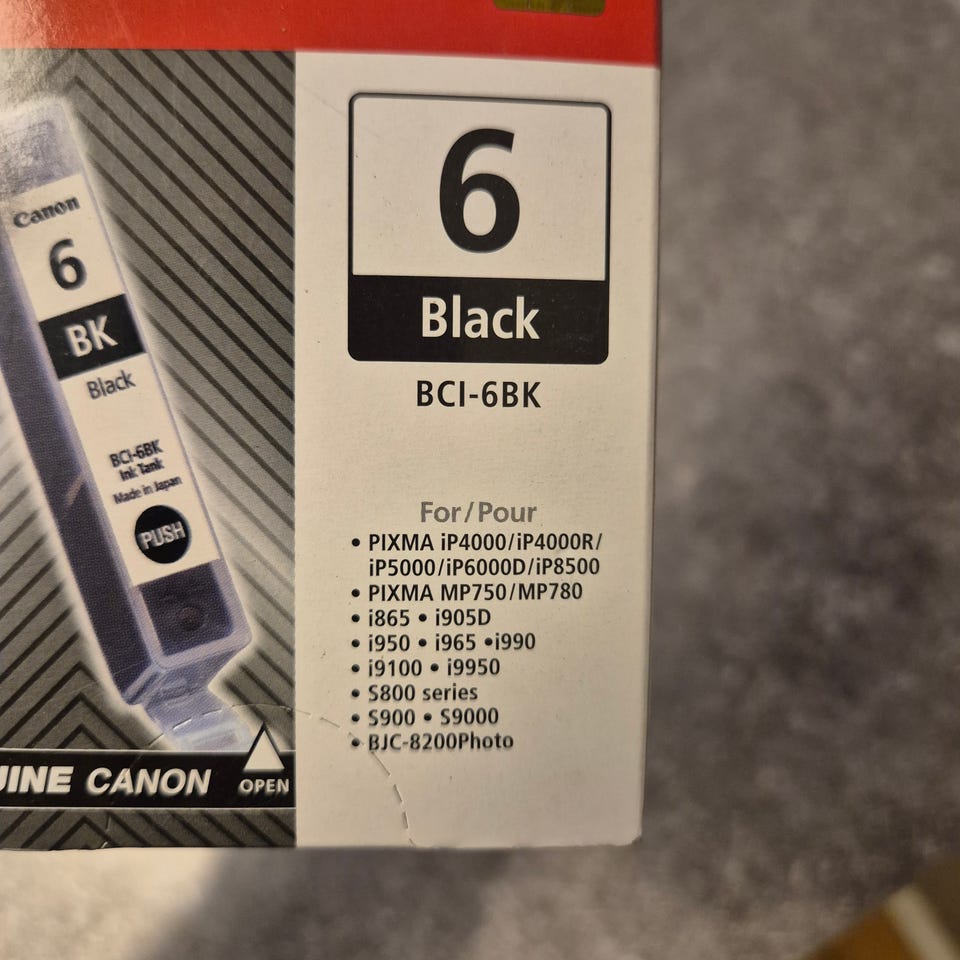 Canon
6
BK
Black
BCI-6BK
Ink Tank
Made in Japan
PUSH
CANON
OPEN
6
Black
BCI-6BK
For/Pour
• PIXMA iP4000/iP4000R/
iP5000/iP6000D/iP8500
• PIXMA MP750/MP780
• i865 • i905D
• i950 • i965 •i990
• i9100 • i9950
• S800 series
• S900 • S9000
• BJC-8200Photo